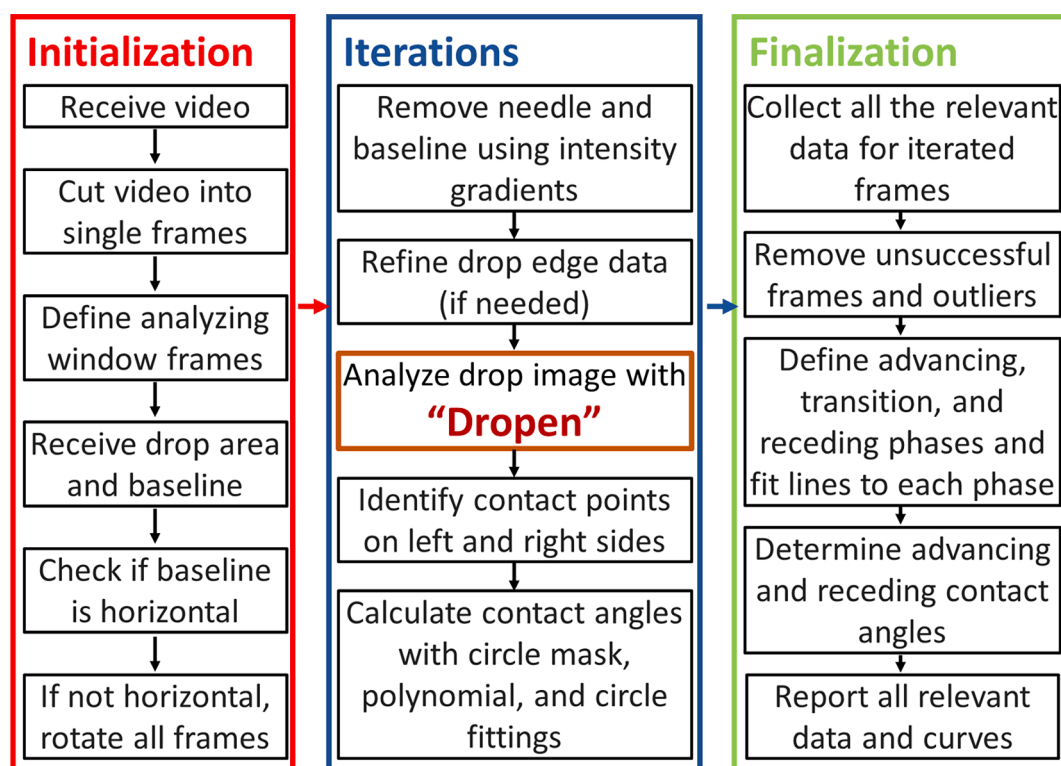 Initialization
Receive video
Cut video into
single frames
Define analyzing
window frames
Receive drop area
and baseline
Check if baseline
is horizontal
If not horizontal,
rotate all frames
Iterations
Remove needle and
baseline using intensity
gradients
Refine drop edge data
(if needed)
Analyze drop image with
“Dropen”
Identify contact points
on left and right sides
Calculate contact angles
with circle mask,
polynomial, and circle
fittings
Finalization
Collect all the relevant
data for iterated
frames
Remove unsuccessful
frames and outliers
Define advancing,
transition, and
receding phases and
fit lines to each phase
Determine advancing
and receding contact
angles
Report all relevant
data and curves